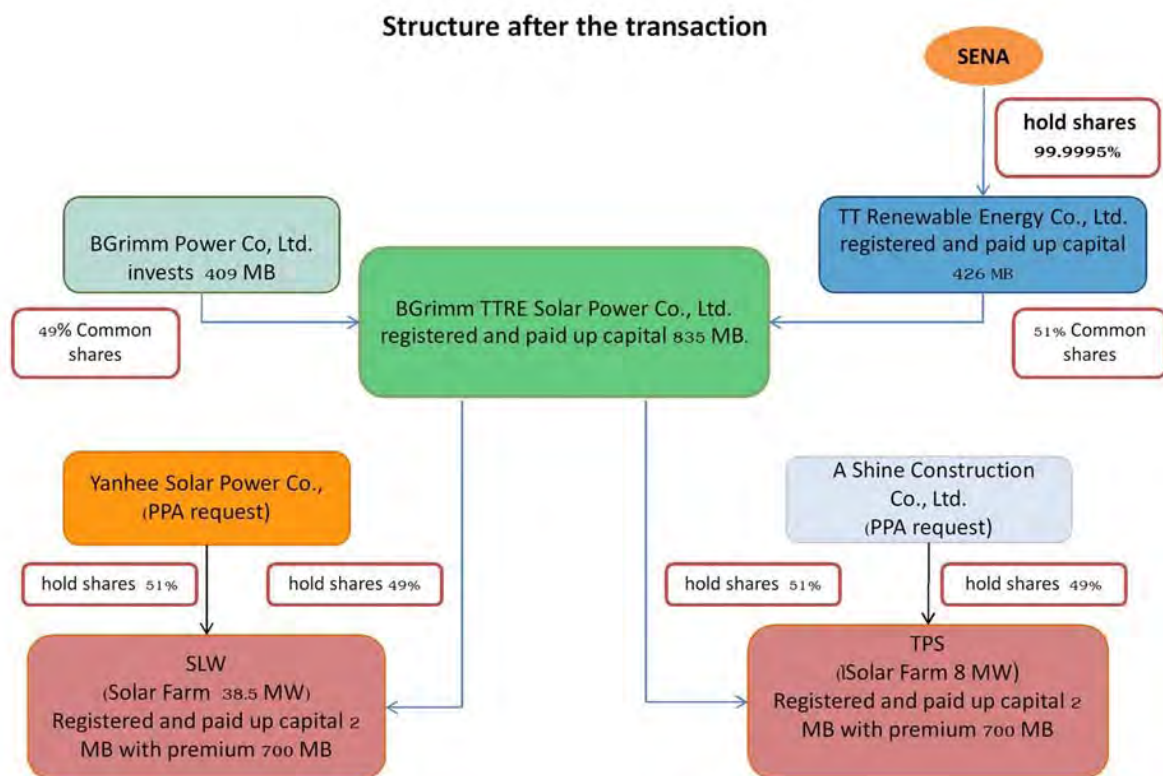 Structure after the transaction
SENA
hold shares
99.9995%
BGrimm Power Co, Ltd.
invests 409 MB
TT Renewable Energy Co., Ltd.
registered and paid up capital
426 MB
BGrimm TTRE Solar Power Co., Ltd.
registered and paid up capital 835 MB.
49% Common
shares
51% Common
shares
Yanhee Solar Power Co.,
(PPA request)
A Shine Construction
Co., Ltd.
(PPA request)
hold shares 51%
hold shares 49%
hold shares 51%
hold shares 49%
SLW
(Solar Farm 38.5 MW)
Registered and paid up capital 2
MB with premium 700 MB
TPS
(lSolar Farm 8 MW)
Registered and paid up capital 2
MB with premium 700 MB